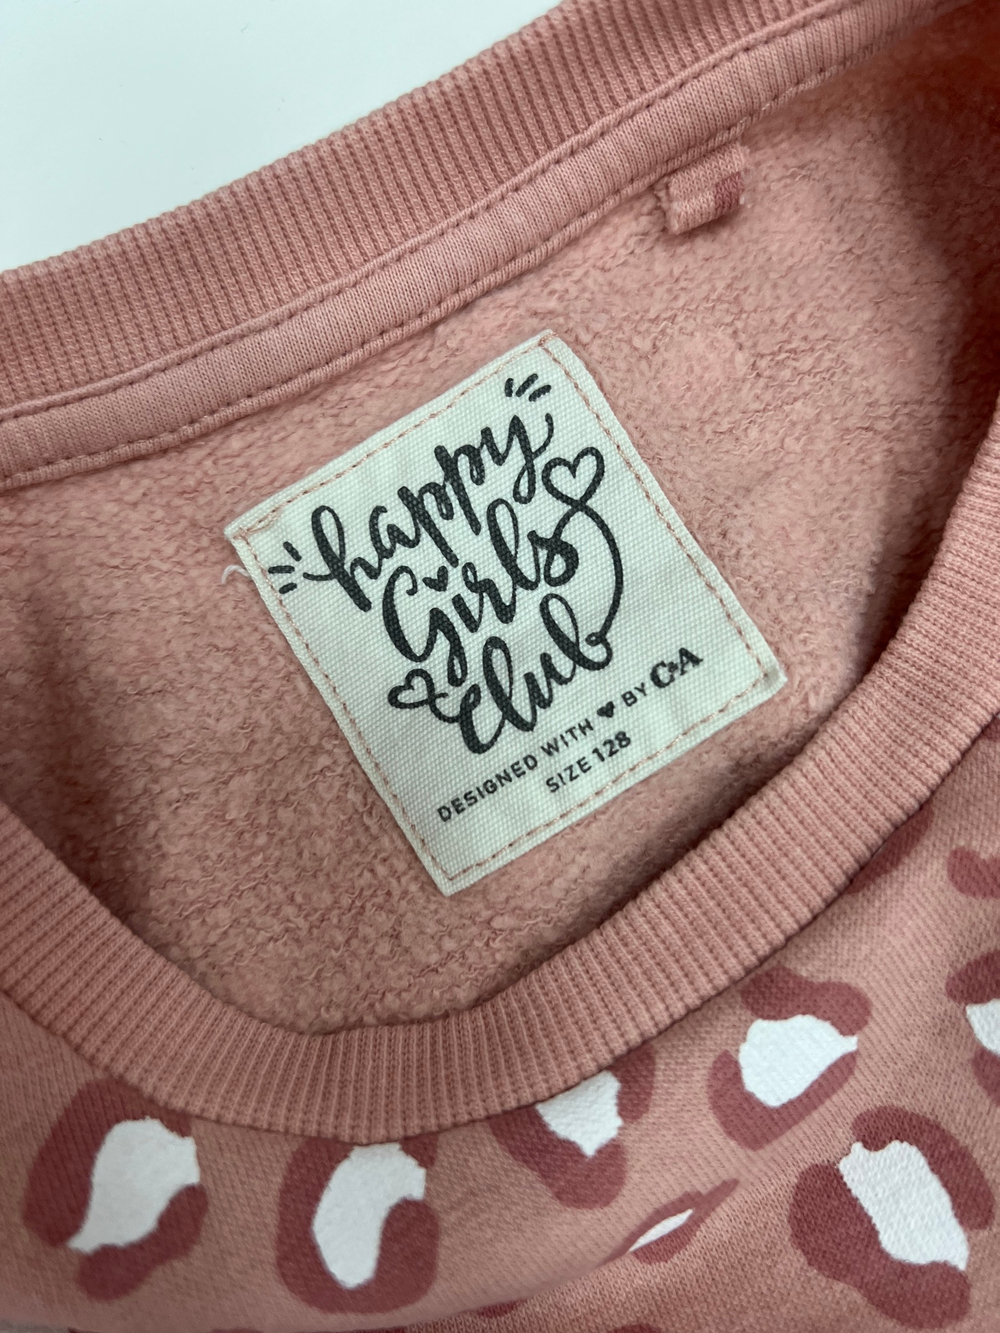 happy
Girls
Club
DESIGNED WITH ♥ BY C&A
SIZE 128